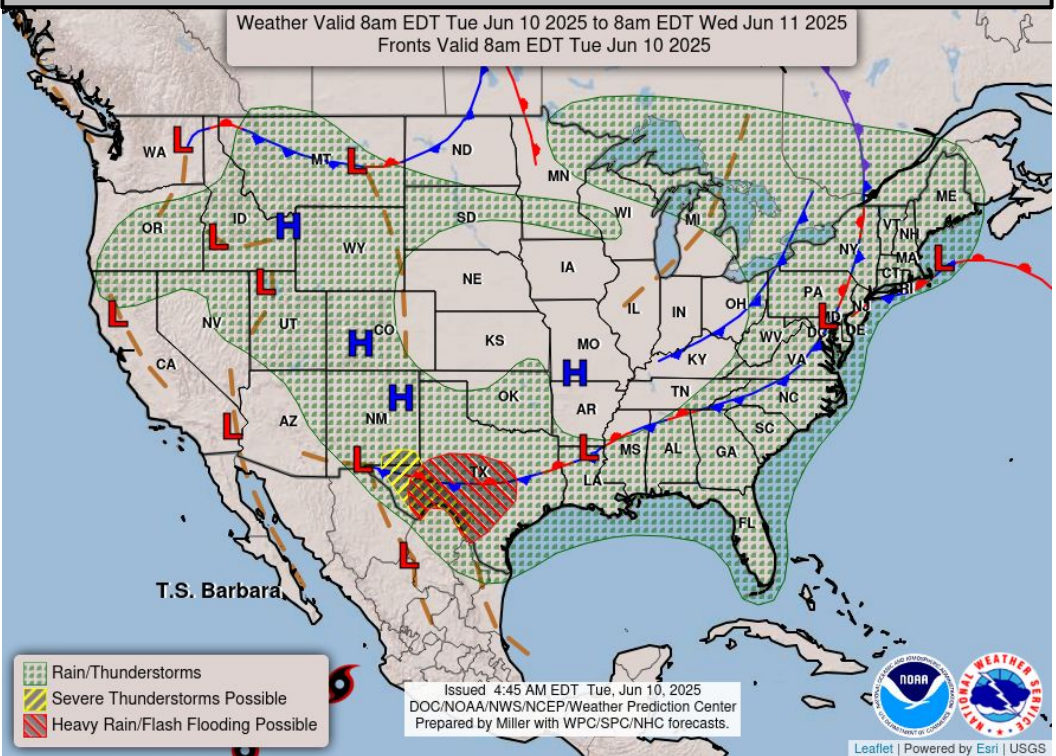 Weather Valid 8am EDT Tue Jun 10 2025 to 8am EDT Wed Jun 11 2025
Fronts Valid 8am EDT Tue Jun 10 2025
WA
L
MT
L
ND
MN
ME
OR
ID
L
H
WY
SD
WI
MI
VT
NH
NY
MA
CT
RI
L
L
CA
L
NV
L
UT
CO
H
NE
IA
IL
IN
OH
PA
NJ
MD
L
DC
DE
WV
VA
KS
MO
KY
H
H
NM
AZ
L
OK
AR
TN
NC
SC
L
TX
L
LA
MS
AL
GA
FL
L
T.S. Barbara
L
L
Rain/Thunderstorms
Severe Thunderstorms Possible
Heavy Rain/Flash Flooding Possible
Issued 4:45 AM EDT Tue, Jun 10, 2025
DOC/NOAA/NWS/NCEP/Weather Prediction Center
Prepared by Miller with WPC/SPC/NHC forecasts.
NOAA
NATIONAL WEATHER SERVICE
Leaflet | Powered by Esri | USGS